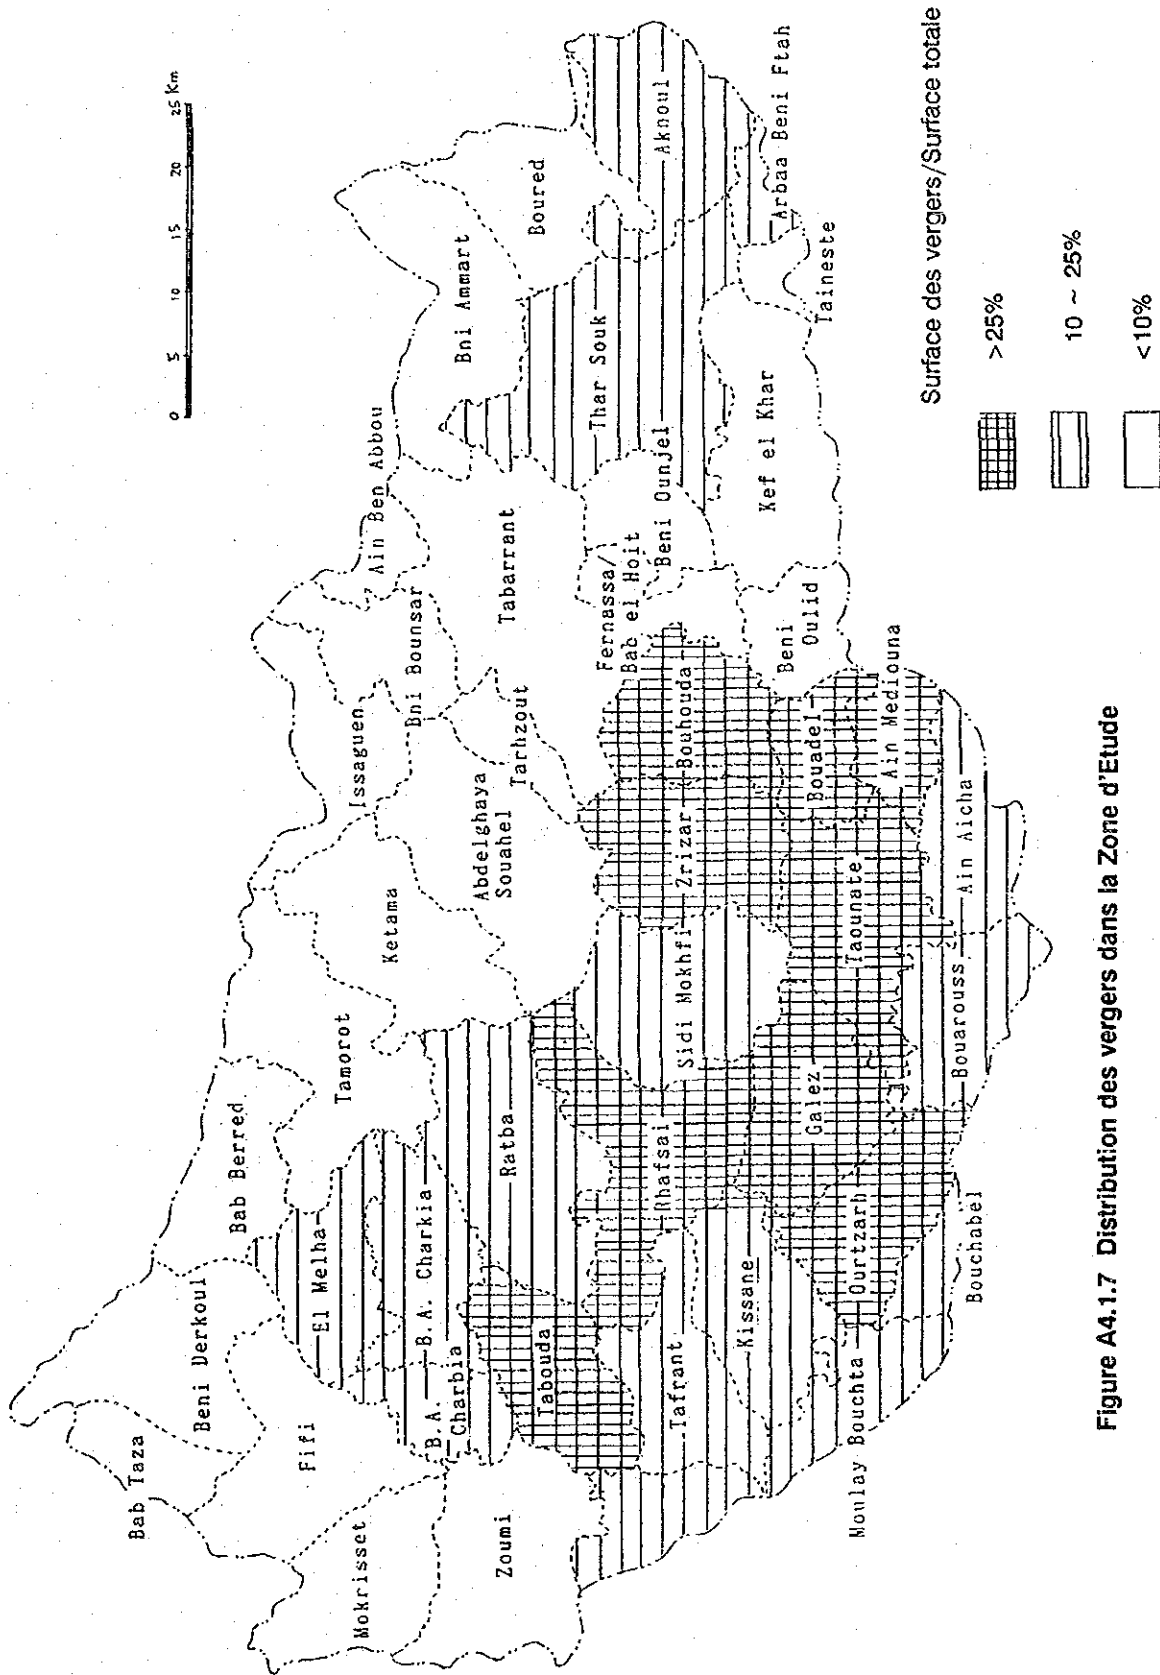 0 5 10 15 20 25 Km
Bab Taza
Beni Derkoul
Bab Berred
Fifi
Mokrisset
Zoumi
El Melha
Tamorot
B.A. Charkia
B.A.
Charbia
Ketama
Issaguen
Ain Ben Abbou
Bni Bounsar
Bni Ammart
Boured
Ratba
Tabouda
Abdelghaya
Souahel
Tarhzout
Tabarrant
Thar Souk
Aknoul
Fernassa/
Bab el Hoit
Beni Ounjel
Tafrant
Rhafsai
Sidi Mokhfi
Zrizar
Bouhouda
Kissane
Galez
Kef el Khar
Arbaa Beni Ftah
Taineste
Beni
Oulid
Moulay Bouchta
Ourtzarh
Taounate
Bouadel
Ain Mediouna
Bouchabel
Bouarouss
Ain Aicha
Surface des vergers/Surface totale
>25%
10 ~ 25%
<10%
Figure A4.1.7 Distribution des vergers dans la Zone d'Etude